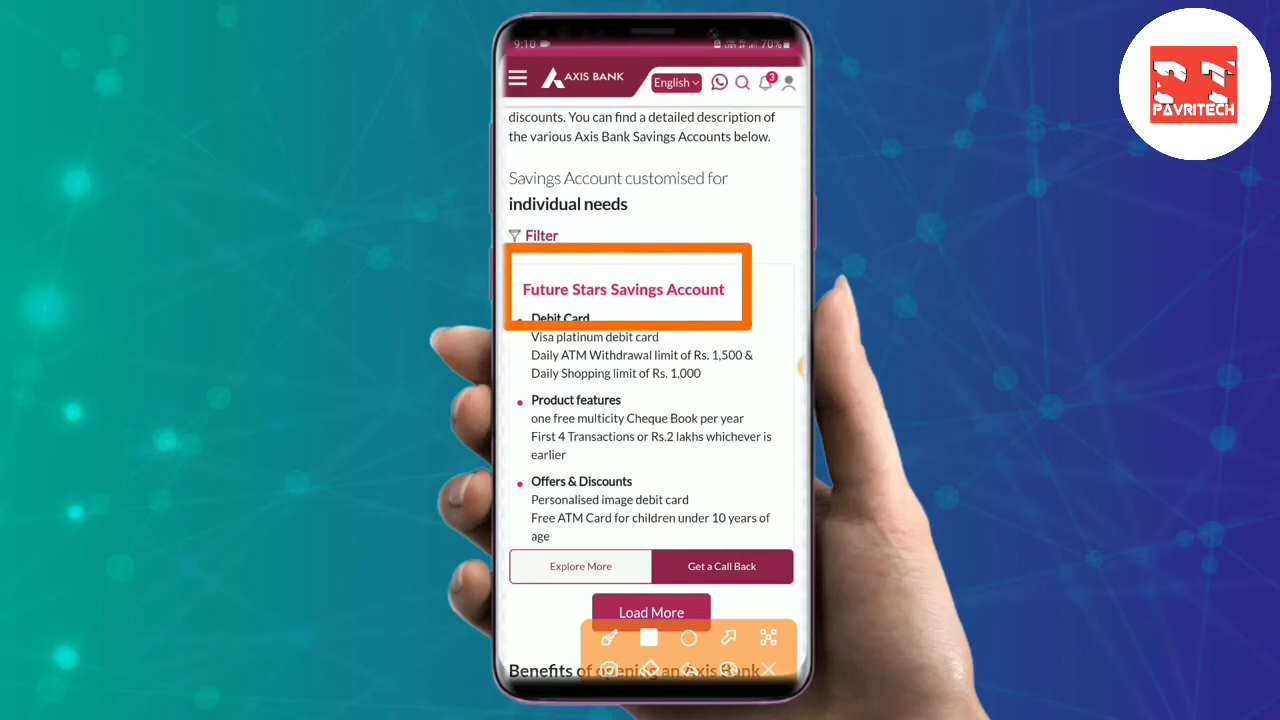 9:10
70%
AXIS BANK
English
3
PAVRITECH
discounts. You can find a detailed description of
the various Axis Bank Savings Accounts below.
Savings Account customised for
individual needs
Filter
Future Stars Savings Account
Debit Card
Visa platinum debit card
Daily ATM Withdrawal limit of Rs. 1,500 &
Daily Shopping limit of Rs. 1,000
Product features
one free multicity Cheque Book per year
First 4 Transactions or Rs.2 lakhs whichever is
earlier
Offers & Discounts
Personalised image debit card
Free ATM Card for children under 10 years of
age
Explore More
Get a Call Back
Load More
Benefits of opening an Axis Bank